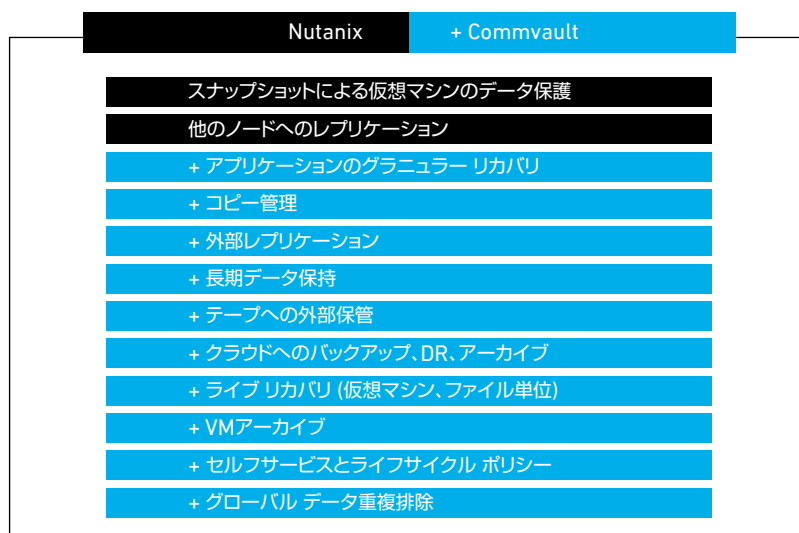 Nutanix + Commvault
スナップショットによる仮想マシンのデータ保護
他のノードへのレプリケーション
+ アプリケーションのグラニュラー リカバリ
+ コピー管理
+ 外部レプリケーション
+ 長期データ保持
+ テープへの外部保管
+ クラウドへのバックアップ、DR、アーカイブ
+ ライブ リカバリ (仮想マシン、ファイル単位)
+ VMアーカイブ
+ セルフサービスとライフサイクル ポリシー
+ グローバル データ重複排除